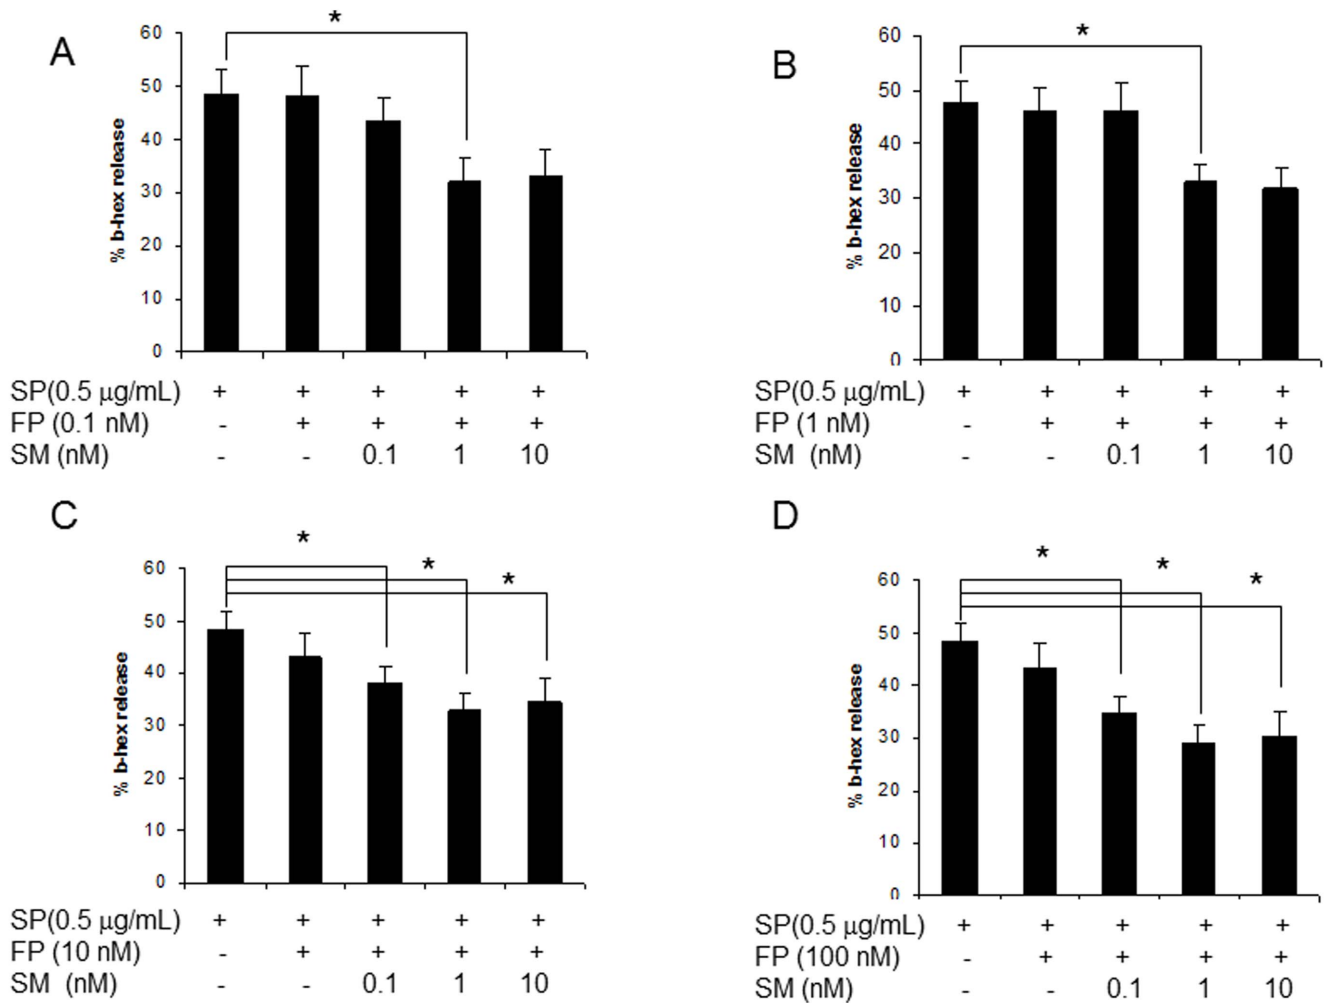 A
*
60
50
40
30
20
10
0
% b-hex release
SP(0.5 μg/mL) + + + + +
FP (0.1 nM) - + + + +
SM (nM) - - 0.1 1 10
B
*
60
50
40
30
20
10
0
% b-hex release
SP(0.5 μg/mL) + + + + +
FP (1 nM) - + + + +
SM (nM) - - 0.1 1 10
C
* * *
60
50
40
30
20
10
0
% b-hex release
SP(0.5 μg/mL) + + + + +
FP (10 nM) - + + + +
SM (nM) - - 0.1 1 10
D
* * *
60
50
40
30
20
10
0
% b-hex release
SP(0.5 μg/mL) + + + + +
FP (100 nM) - + + + +
SM (nM) - - 0.1 1 10